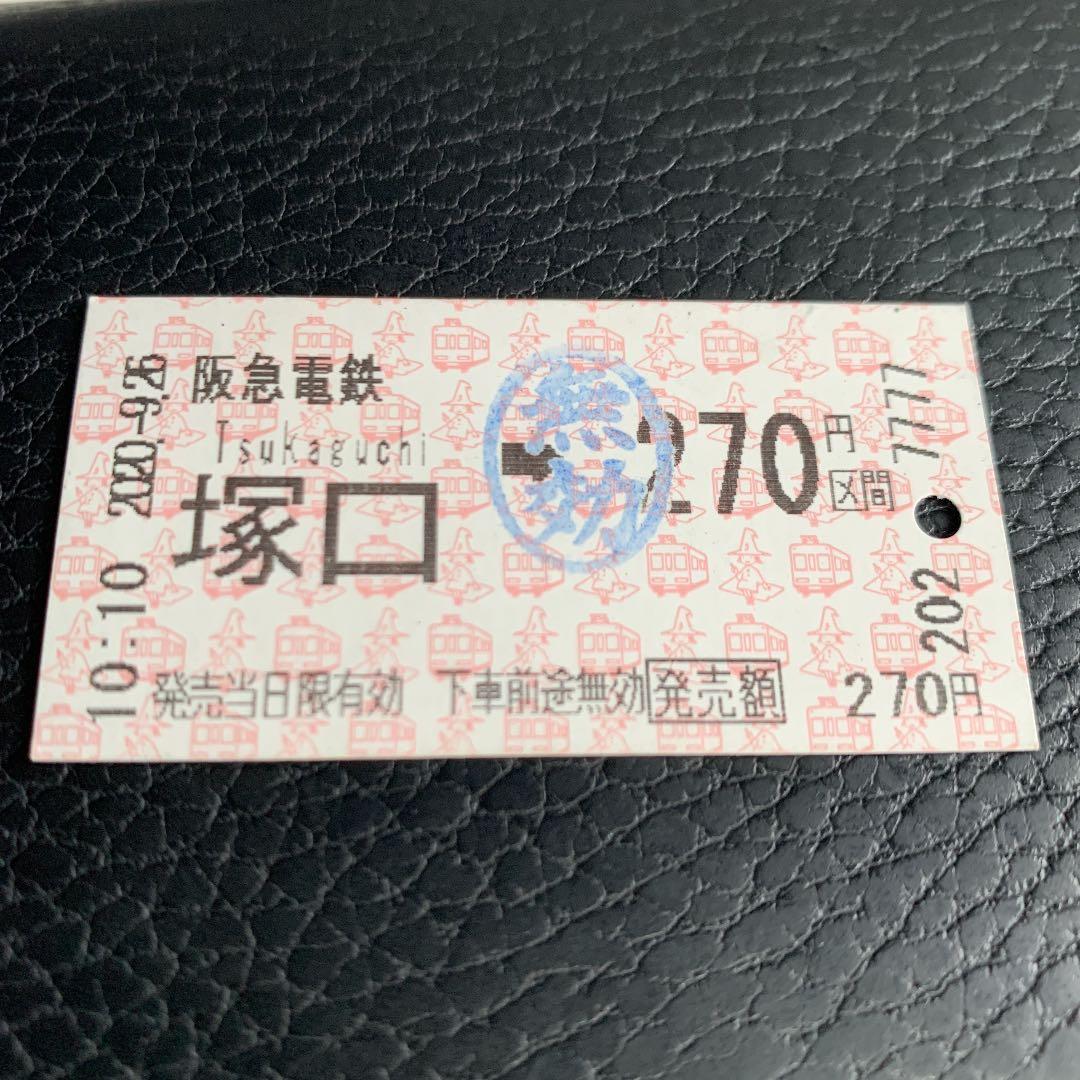 阪急電鉄
Tsukaguchi
塚口 ➡ 270円区間
無効
発売当日限有効 下車前途無効 発売額 270円
2020.-9.26
10:10
7777
202